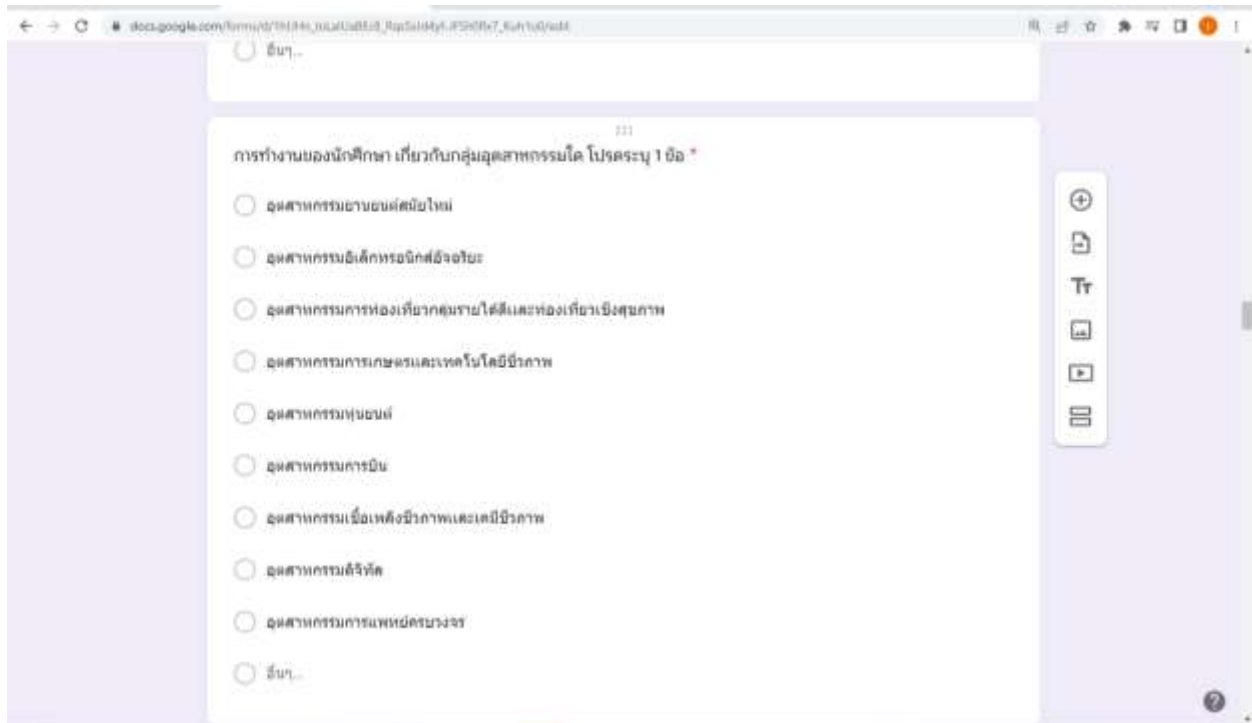 docs.google.com/forms/d/
อื่นๆ...
การทำงานของนักศึกษา เกี่ยวกับกลุ่มอุตสาหกรรมใด โปรดระบุ 1 ข้อ *
อุตสาหกรรมยานยนต์สมัยใหม่
อุตสาหกรรมอิเล็กทรอนิกส์อัจฉริยะ
อุตสาหกรรมการท่องเที่ยวกลุ่มรายได้ดีและท่องเที่ยวเชิงสุขภาพ
อุตสาหกรรมการเกษตรและเทคโนโลยีชีวภาพ
อุตสาหกรรมหุ่นยนต์
อุตสาหกรรมการบิน
อุตสาหกรรมเชื้อเพลิงชีวภาพและเคมีชีวภาพ
อุตสาหกรรมดิจิทัล
อุตสาหกรรมการแพทย์ครบวงจร
อื่นๆ...
Tт